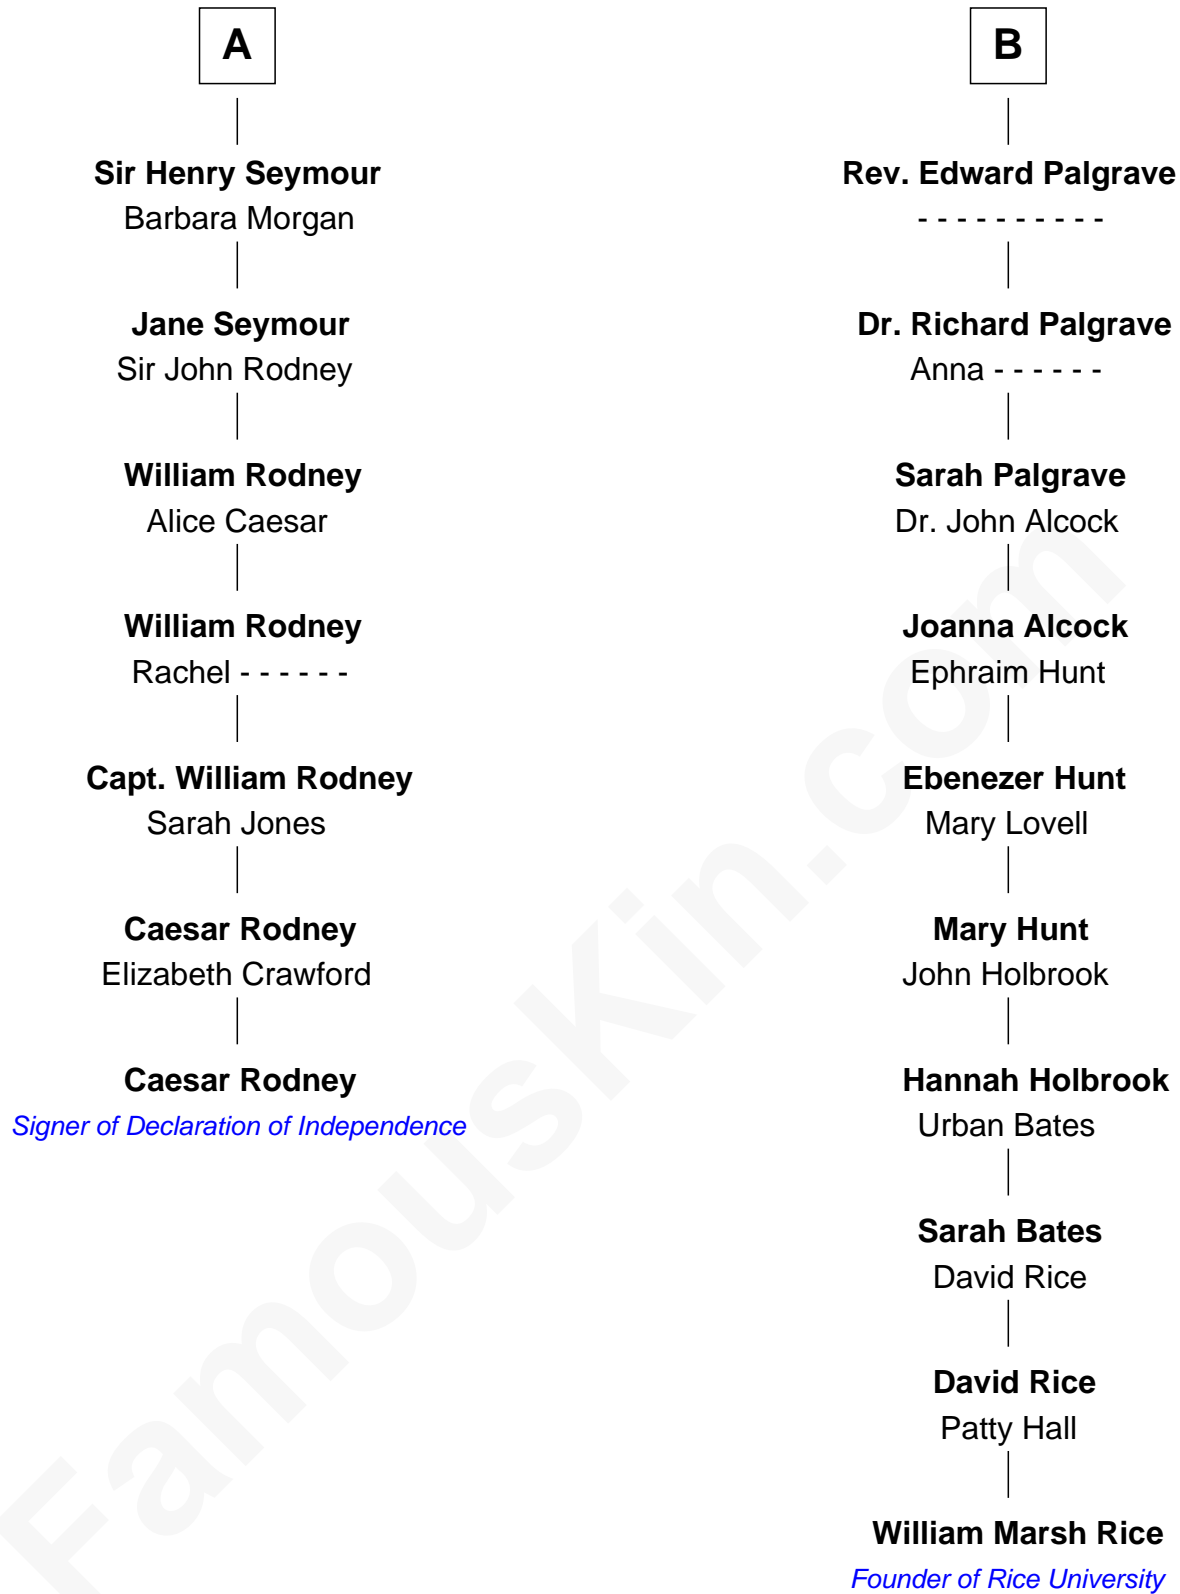 A
Sir Henry Seymour
Barbara Morgan
Jane Seymour
Sir John Rodney
William Rodney
Alice Caesar
William Rodney
Rachel - - - - - -
Capt. William Rodney
Sarah Jones
Caesar Rodney
Elizabeth Crawford
Caesar Rodney
Signer of Declaration of Independence
B
Rev. Edward Palgrave
- - - - - - - - - -
Dr. Richard Palgrave
Anna - - - - - -
Sarah Palgrave
Dr. John Alcock
Joanna Alcock
Ephraim Hunt
Ebenezer Hunt
Mary Lovell
Mary Hunt
John Holbrook
Hannah Holbrook
Urban Bates
Sarah Bates
David Rice
David Rice
Patty Hall
William Marsh Rice
Founder of Rice University
FamousKin.com